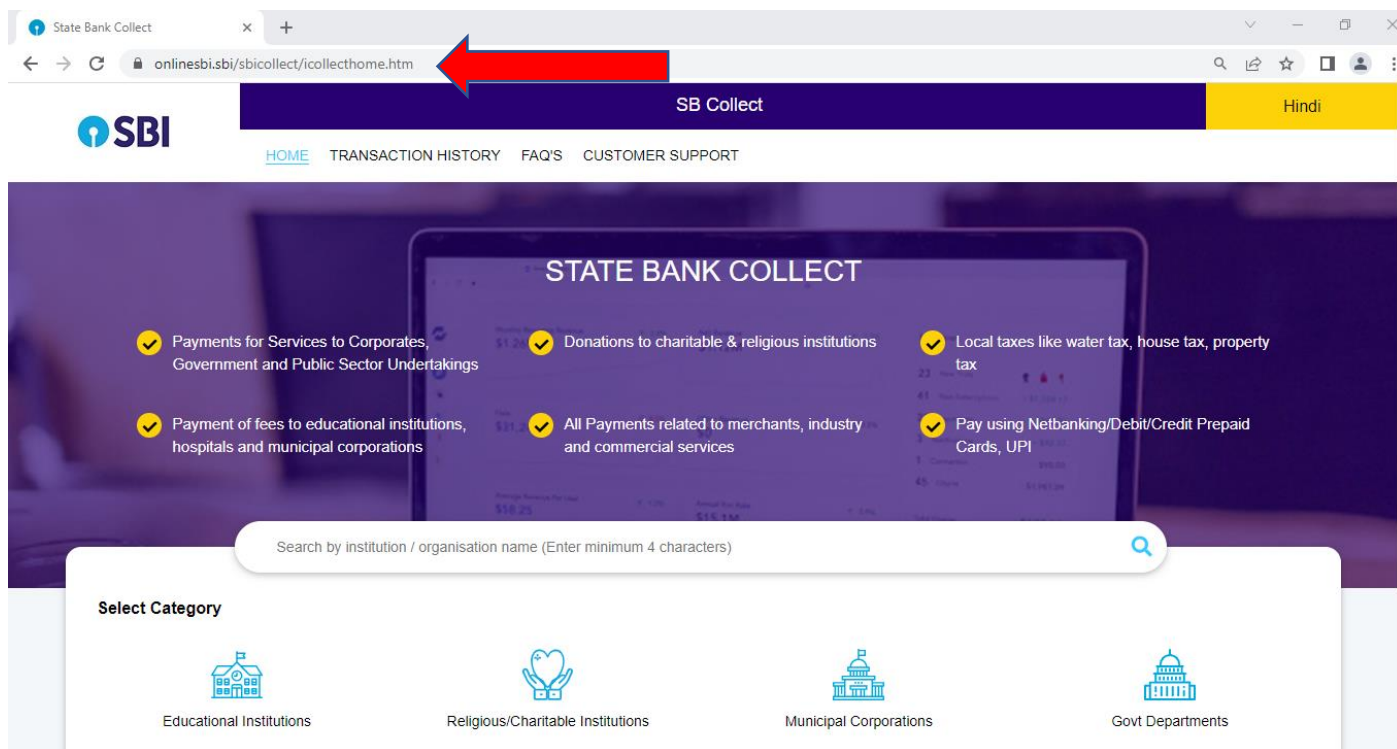 State Bank Collect
onlinesbi.sbi/sbicollect/icollecthome.htm
SBI
SB Collect
Hindi
HOME TRANSACTION HISTORY FAQ'S CUSTOMER SUPPORT
STATE BANK COLLECT
Payments for Services to Corporates,
Government and Public Sector Undertakings
Donations to charitable & religious institutions
Local taxes like water tax, house tax, property
tax
Payment of fees to educational institutions,
hospitals and municipal corporations
All Payments related to merchants, industry
and commercial services
Pay using Netbanking/Debit/Credit Prepaid
Cards, UPI
$18.25
$15.1M
Search by institution / organisation name (Enter minimum 4 characters)
Select Category
Educational Institutions
Religious/Charitable Institutions
Municipal Corporations
Govt Departments